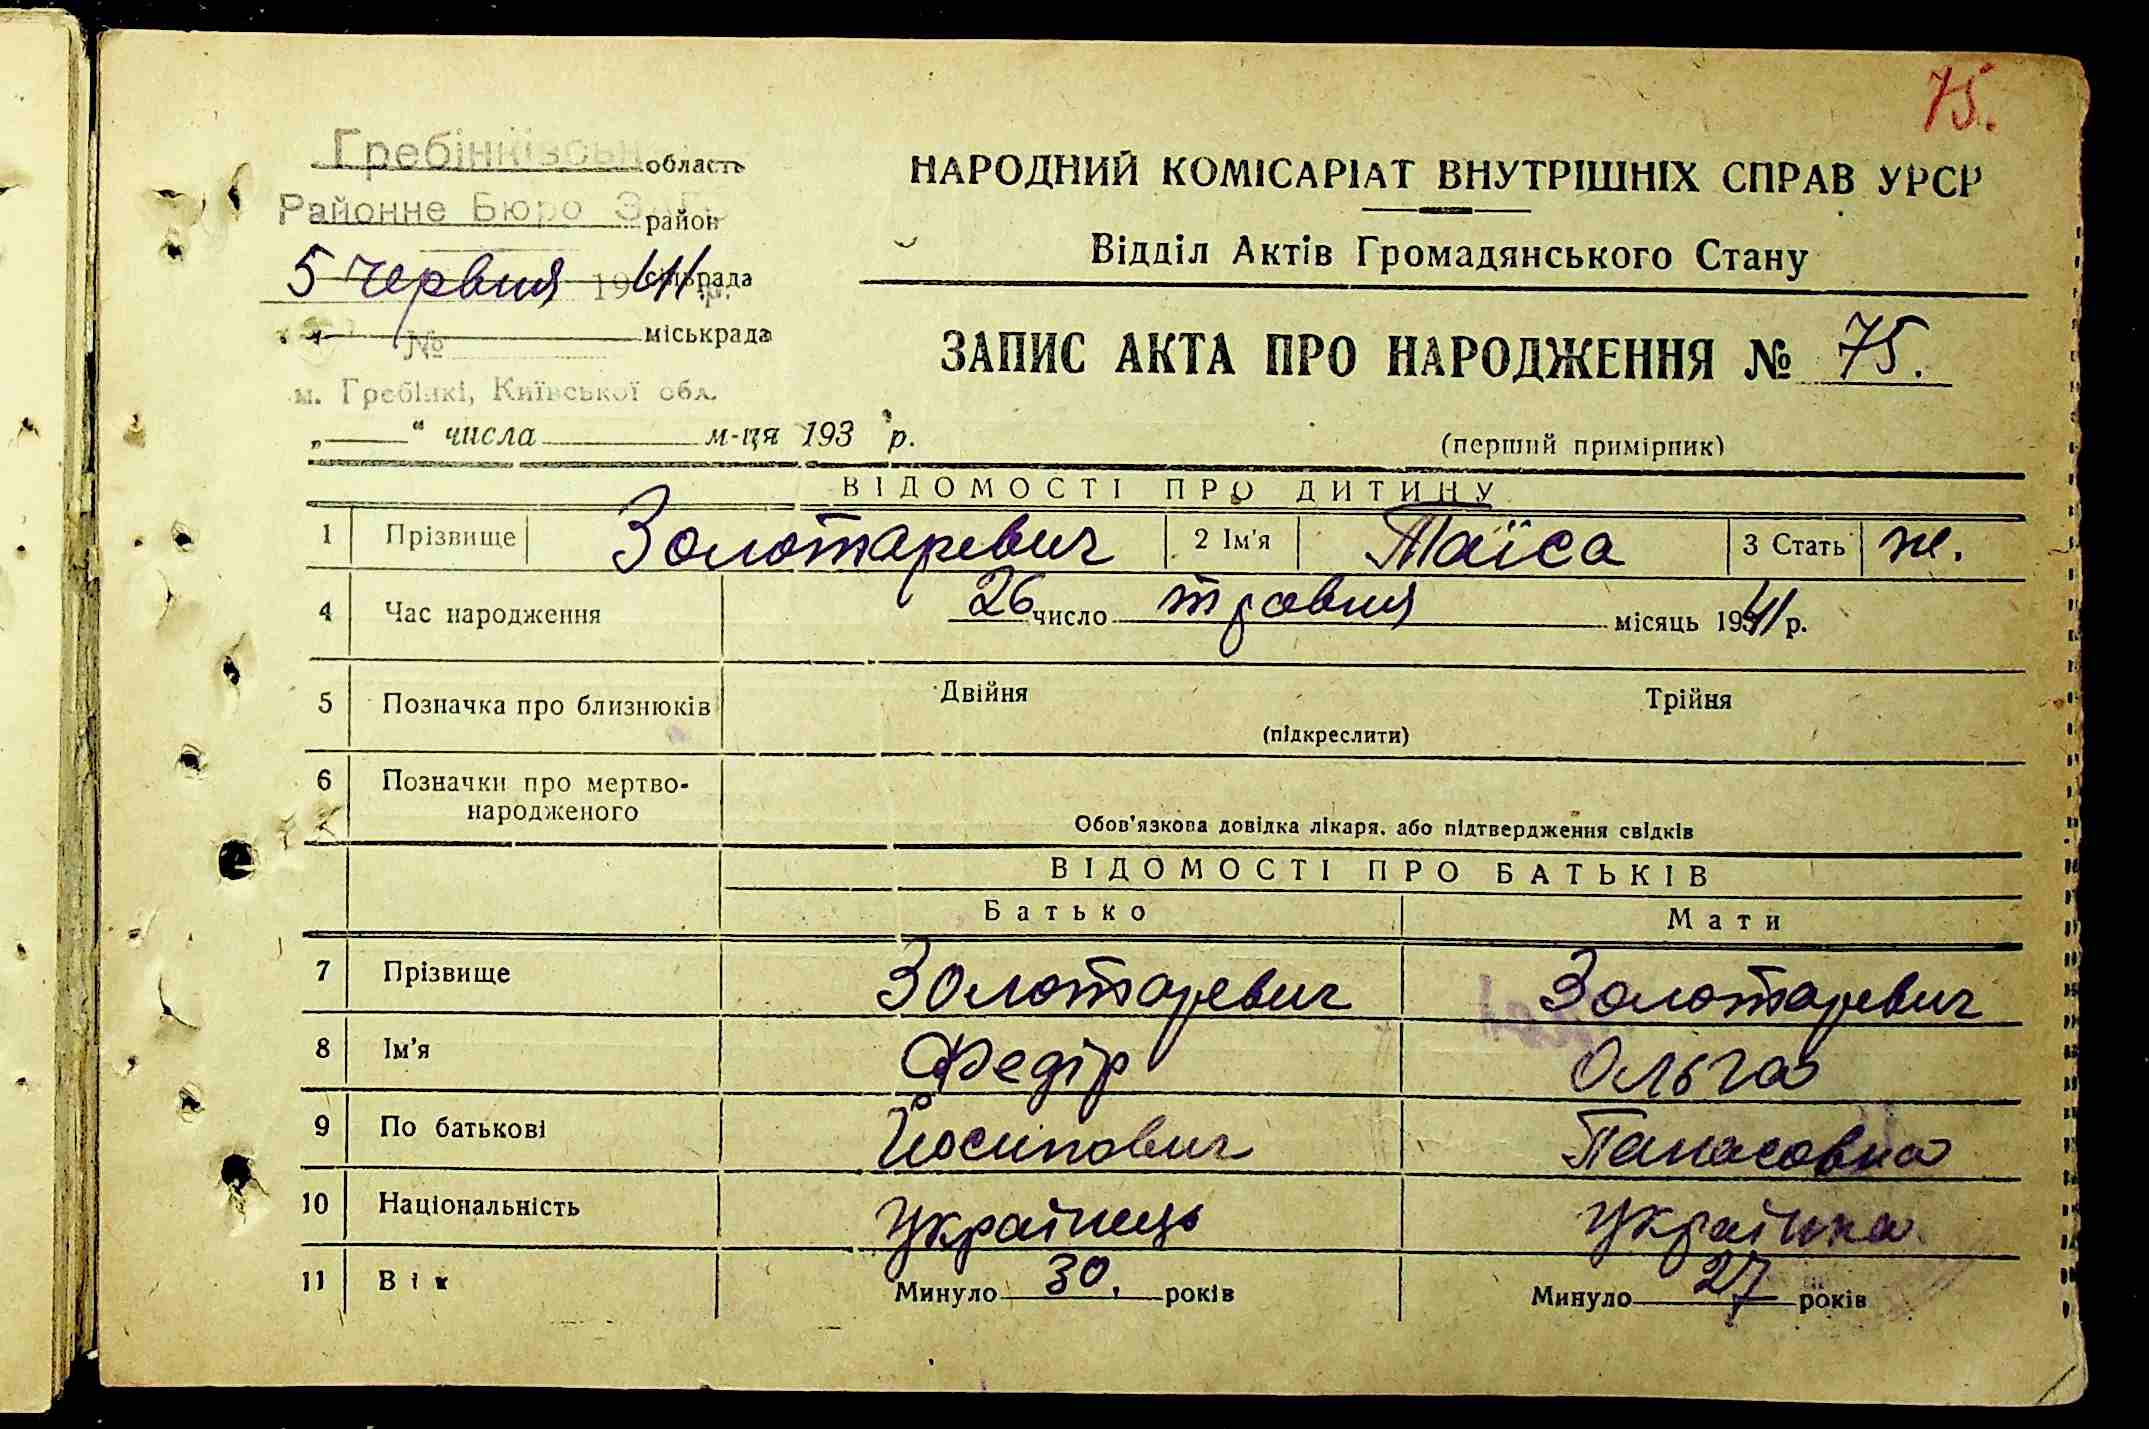 75.
Гребінківськ область
Районне Бюро ЗАГС район
5 червня 1941 р. сільрада
№ міськрада
м. Гребінкі, Київської обл.
„ “ числа м-ця 193 р.
НАРОДНИЙ КОМІСАРІАТ ВНУТРІШНІХ СПРАВ УРСР
Відділ Актів Громадянського Стану
ЗАПИС АКТА ПРО НАРОДЖЕННЯ № 75.
(перший примірник)
ВІДОМОСТІ ПРО ДИТИНУ
1 Прізвище Золотаревич 2 Ім'я Таїса 3 Стать ж.
4 Час народження 26 число травня місяць 1941 р.
5 Позначка про близнюків Двійня Трійня
(підкреслити)
6 Позначки про мертво-
народженого
Обов'язкова довідка лікаря. або підтвердження свідків
ВІДОМОСТІ ПРО БАТЬКІВ
Батько Мати
7 Прізвище Золотаревич Золотаревич
8 Ім'я Федір Ольга
9 По батькові Йосипович Панасовна
10 Національність Українець Українка
11 Вік Минуло 30. років Минуло 27 років